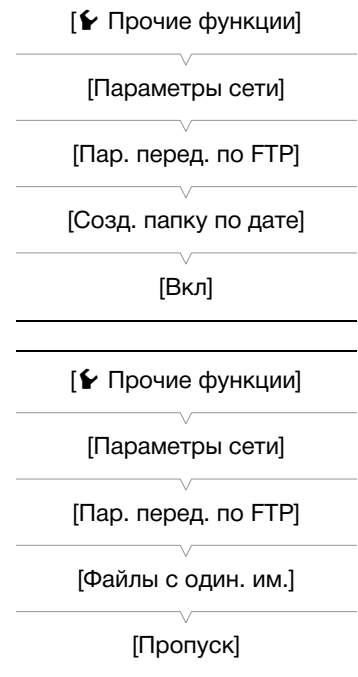 [Прочие функции]
[Параметры сети]
[Пар. перед. по FTP]
[Созд. папку по дате]
[Вкл]
[Прочие функции]
[Параметры сети]
[Пар. перед. по FTP]
[Файлы с один. им.]
[Пропуск]